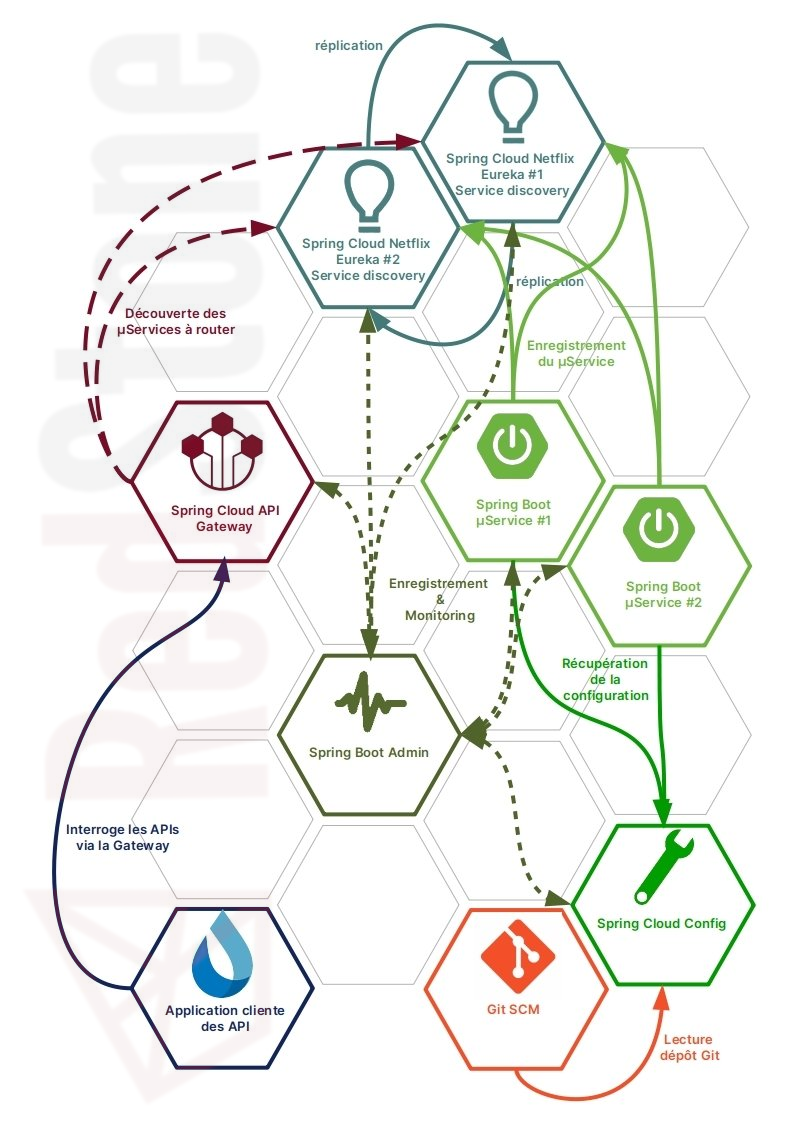 réplication
Spring Cloud Netflix
Eureka #1
Service discovery
Spring Cloud Netflix
Eureka #2
Service discovery
réplication
Découverte des
µServices à router
Enregistrement
du µService
Spring Cloud API
Gateway
Spring Boot
µService #1
Spring Boot
µService #2
Enregistrement
&
Monitoring
Récupération
de la
configuration
Spring Boot Admin
Interroge les APIs
via la Gateway
Spring Cloud Config
Application cliente
des API
Git SCM
Lecture
dépôt Git
RedStone